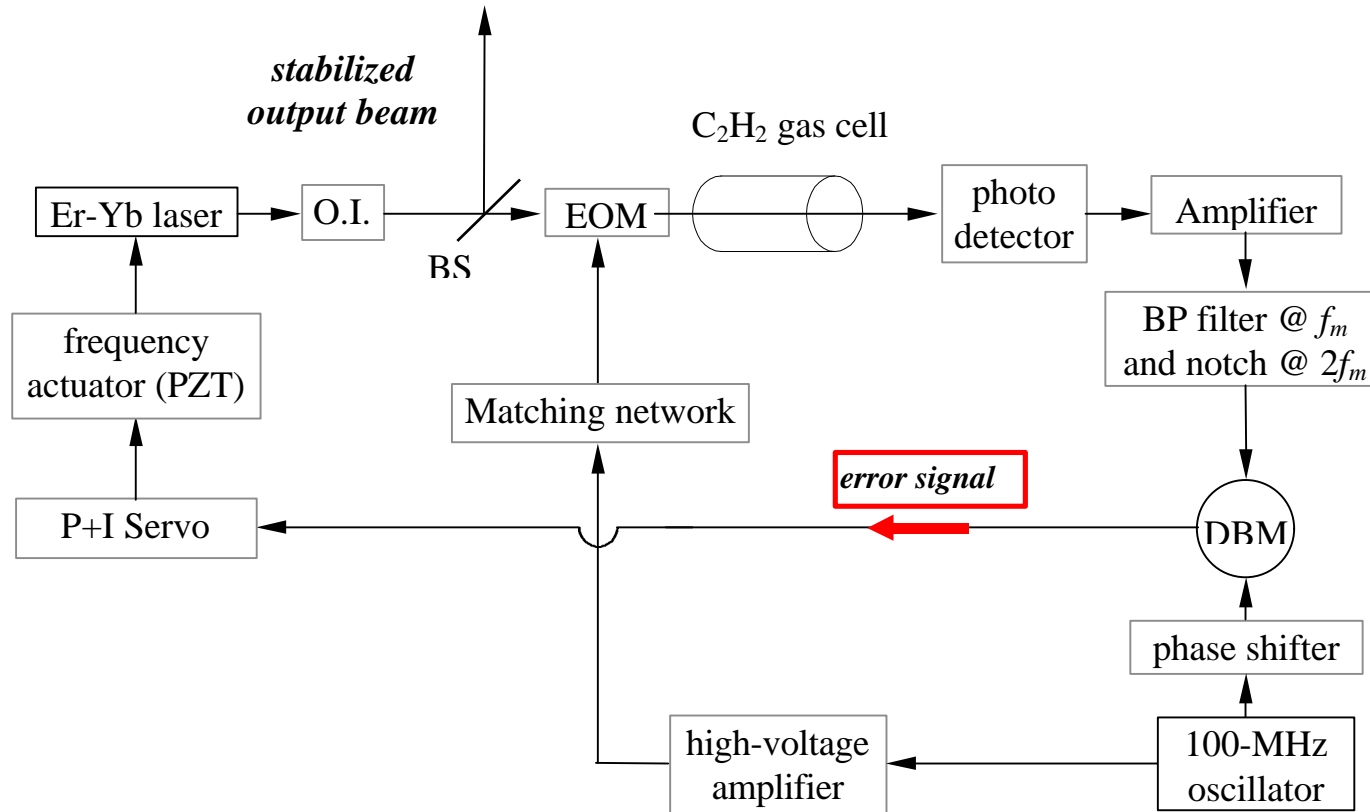 stabilized
output beam
C₂H₂ gas cell
Er-Yb laser
O.I.
BS
EOM
photo
detector
Amplifier
BP filter @ fm
and notch @ 2fm
frequency
actuator (PZT)
Matching network
error signal
P+I Servo
DBM
phase shifter
high-voltage
amplifier
100-MHz
oscillator